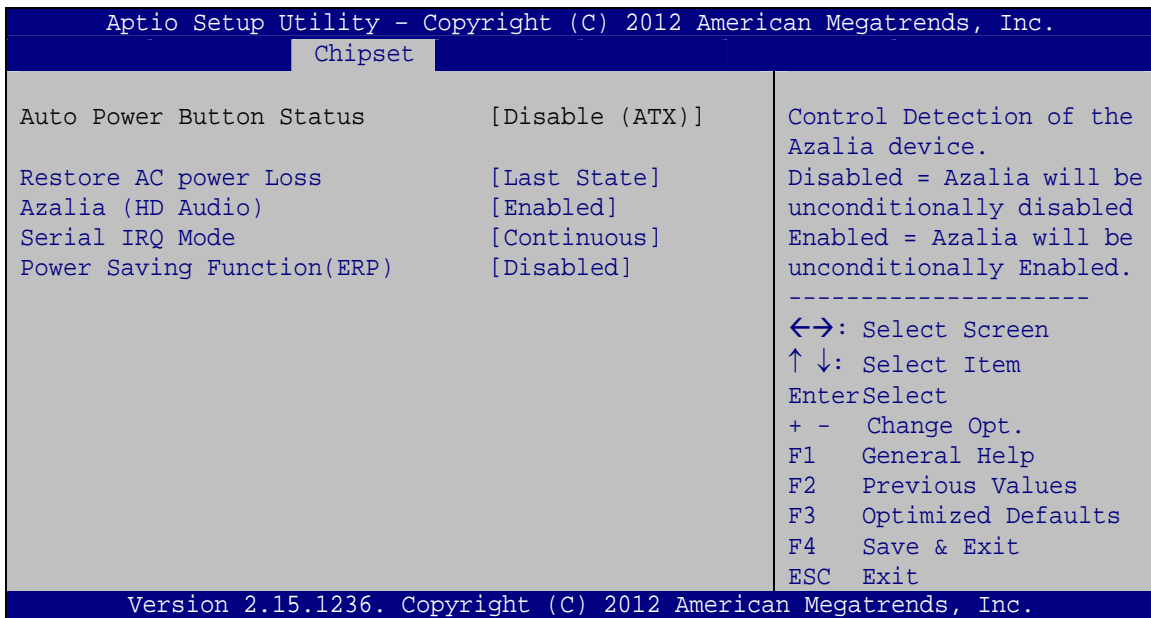 Aptio Setup Utility – Copyright (C) 2012 American Megatrends, Inc.
Chipset
Auto Power Button Status [Disable (ATX)]
Restore AC power Loss [Last State]
Azalia (HD Audio) [Enabled]
Serial IRQ Mode [Continuous]
Power Saving Function(ERP) [Disabled]
Control Detection of the
Azalia device.
Disabled = Azalia will be
unconditionally disabled
Enabled = Azalia will be
unconditionally Enabled.
---------------------
←→: Select Screen
↑ ↓: Select Item
EnterSelect
+ - Change Opt.
F1 General Help
F2 Previous Values
F3 Optimized Defaults
F4 Save & Exit
ESC Exit
Version 2.15.1236. Copyright (C) 2012 American Megatrends, Inc.